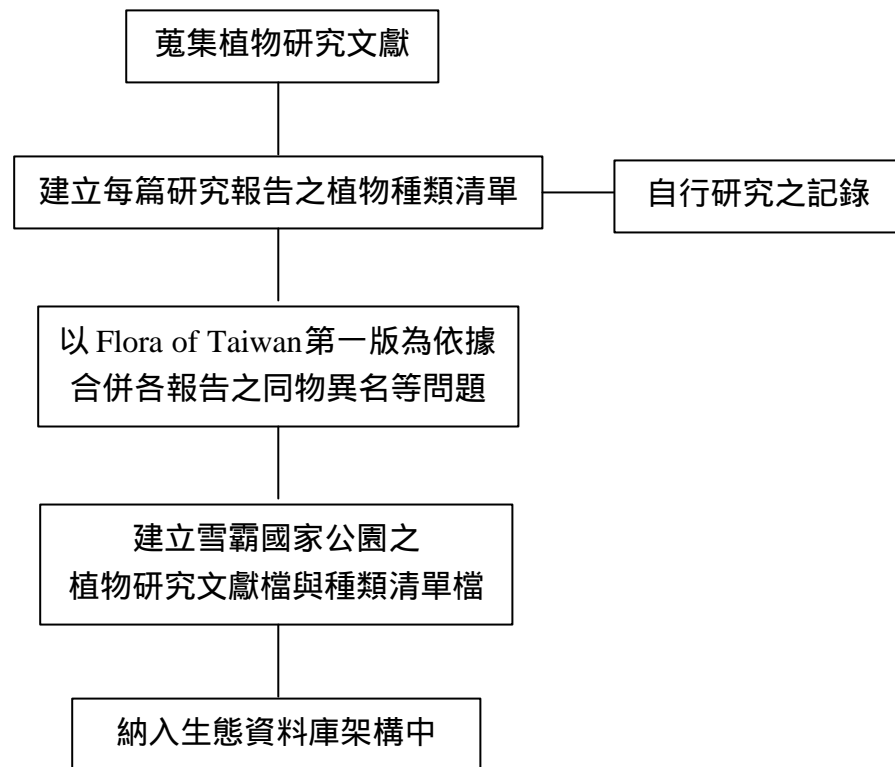 蒐集植物研究文獻
建立每篇研究報告之植物種類清單
自行研究之記錄
以 Flora of Taiwan第一版為依據
合併各報告之同物異名等問題
建立雪霸國家公園之
植物研究文獻檔與種類清單檔
納入生態資料庫架構中